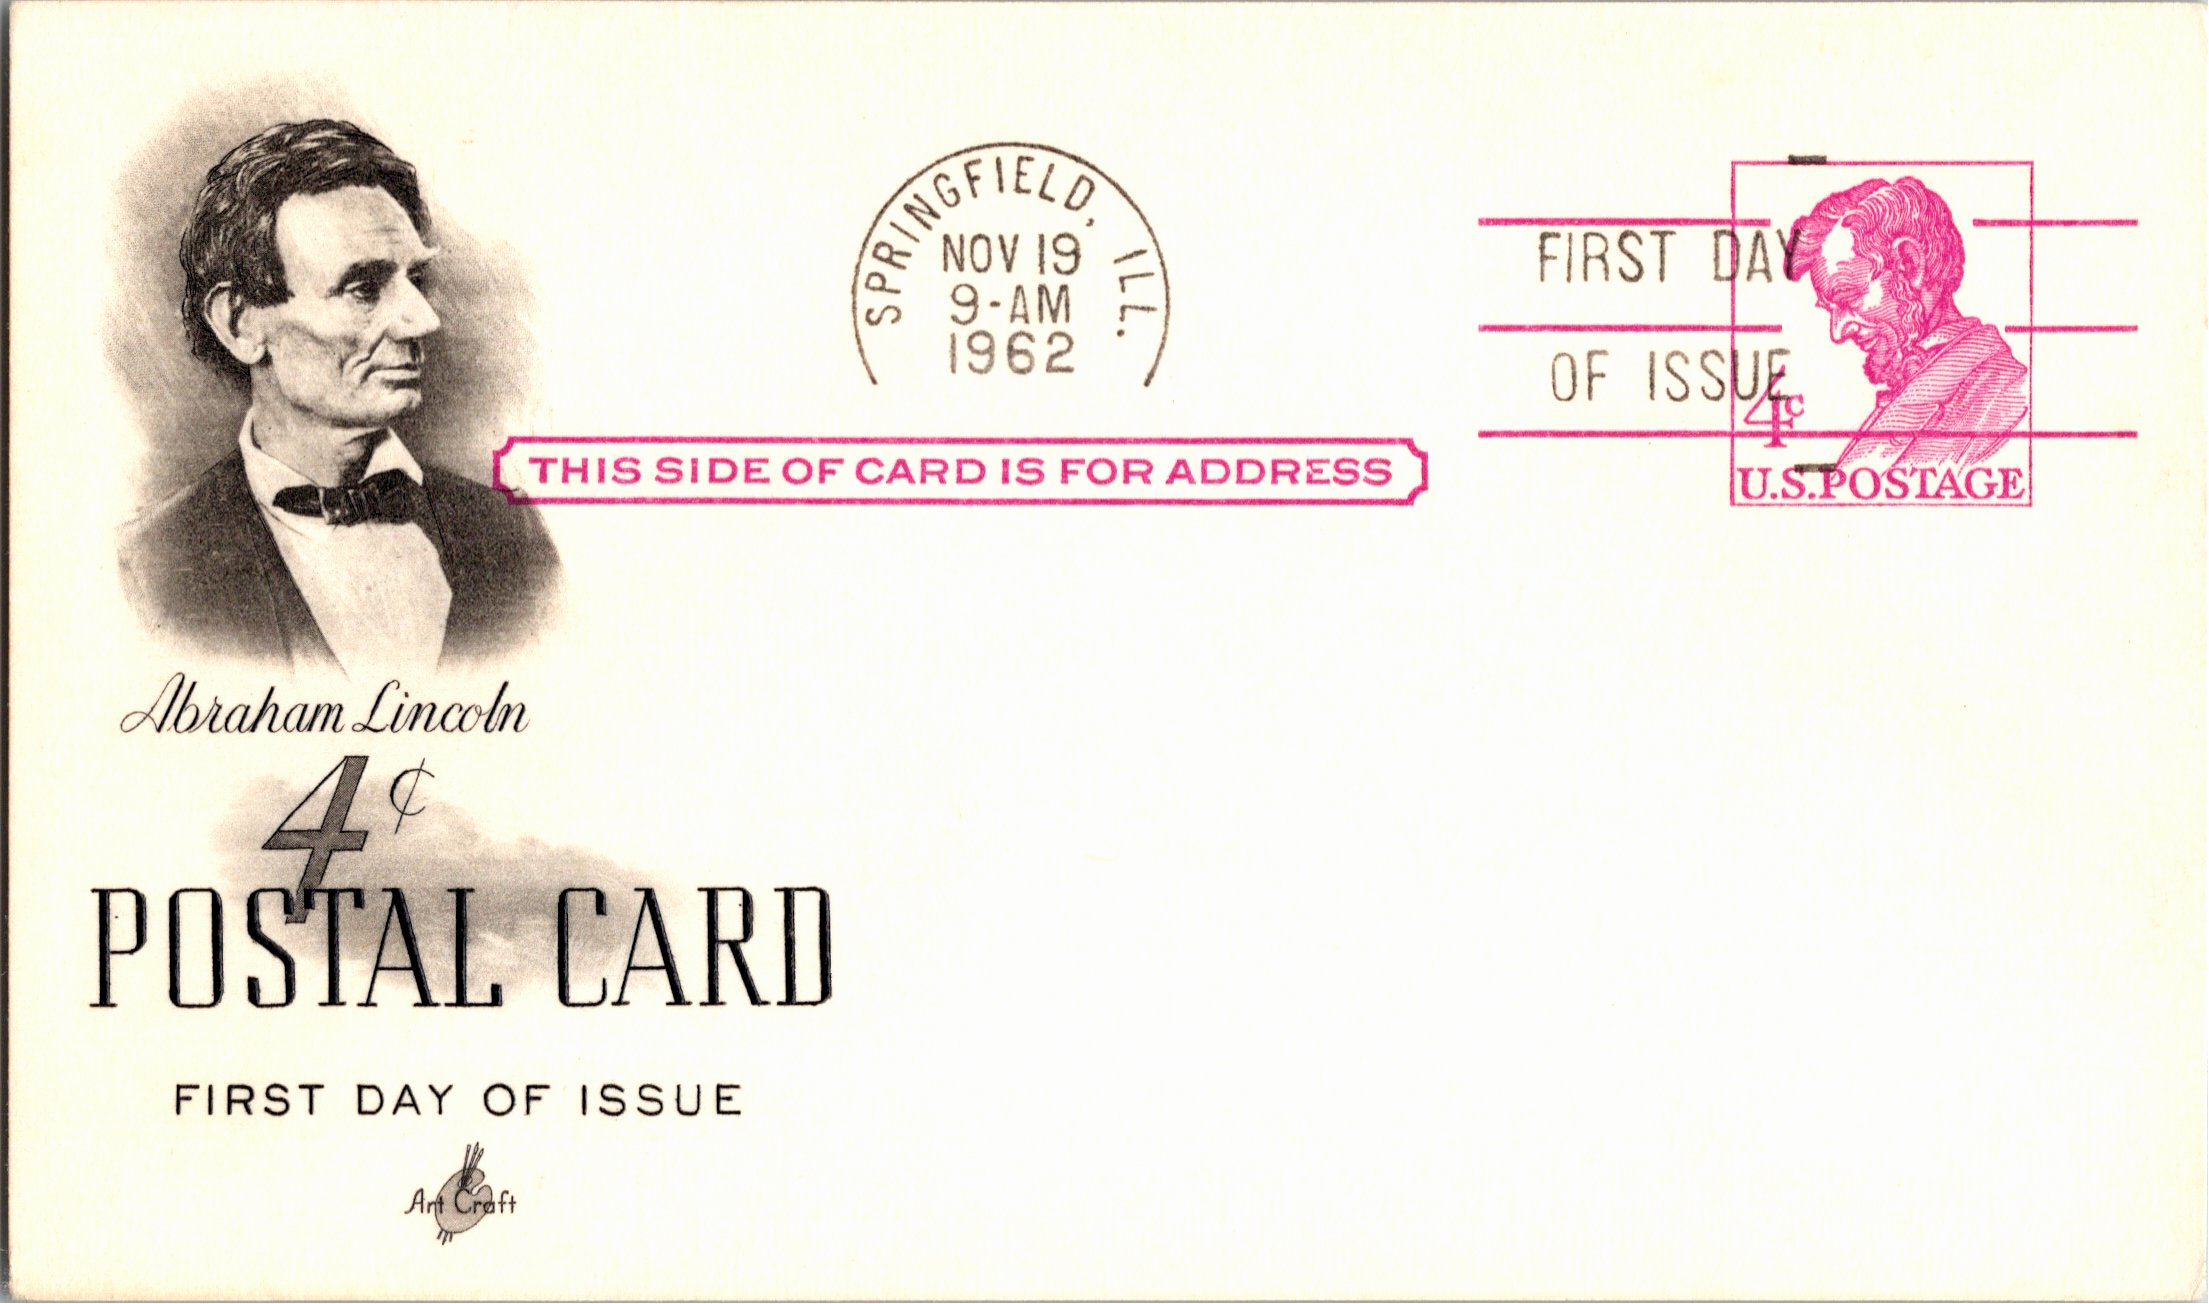 SPRINGFIELD, ILL.
NOV 19
9-AM
1962
FIRST DAY
OF ISSUE
4c
U.S.POSTAGE
THIS SIDE OF CARD IS FOR ADDRESS
Abraham Lincoln
4¢
POSTAL CARD
FIRST DAY OF ISSUE
Art Craft